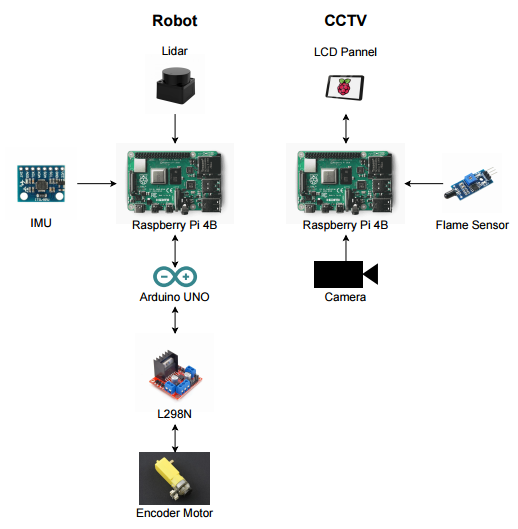 Robot
CCTV
Lidar
LCD Pannel
IMU
Raspberry Pi 4B
Raspberry Pi 4B
Flame Sensor
Arduino UNO
Camera
L298N
Encoder Motor